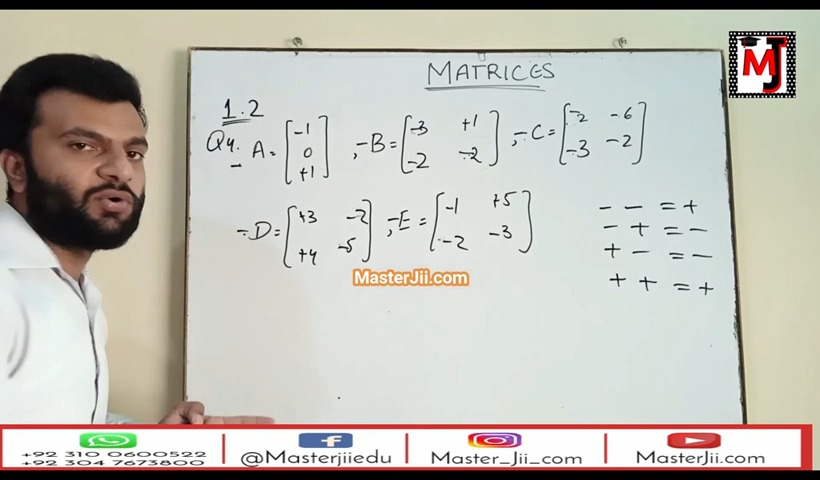 MATRICES
MJ
1.2
Q4. - A = [-1 0 +1], -B = [-3 +1 -2 -2], -C = [-2 -6 -3 -2]
-D = [+3 -2 +4 -5], -E = [-1 +5 -2 -3]
- - = +
- + = -
+ - = -
+ + = +
MasterJii.com
+92 310 0600522
+92 304 7673800
@Masterjiiedu
Master_Jii_com
MasterJii.com